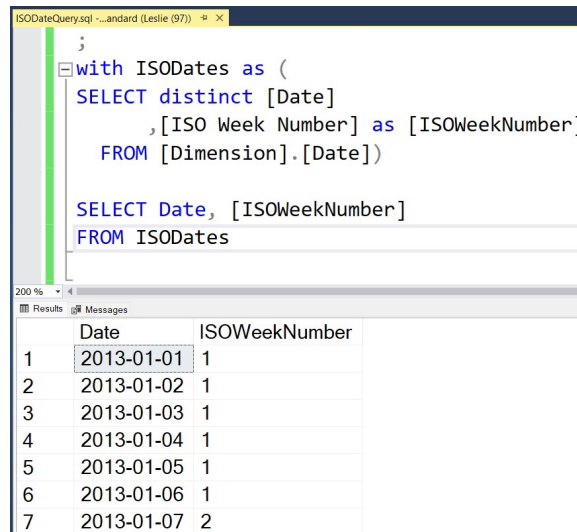 ISODateQuery.sql -...andard (Leslie (97))
;
with ISODates as (
SELECT distinct [Date]
,[ISO Week Number] as [ISOWeekNumber]
FROM [Dimension].[Date])
SELECT Date, [ISOWeekNumber]
FROM ISODates
200 %
Results Messages
Date ISOWeekNumber
1 2013-01-01 1
2 2013-01-02 1
3 2013-01-03 1
4 2013-01-04 1
5 2013-01-05 1
6 2013-01-06 1
7 2013-01-07 2